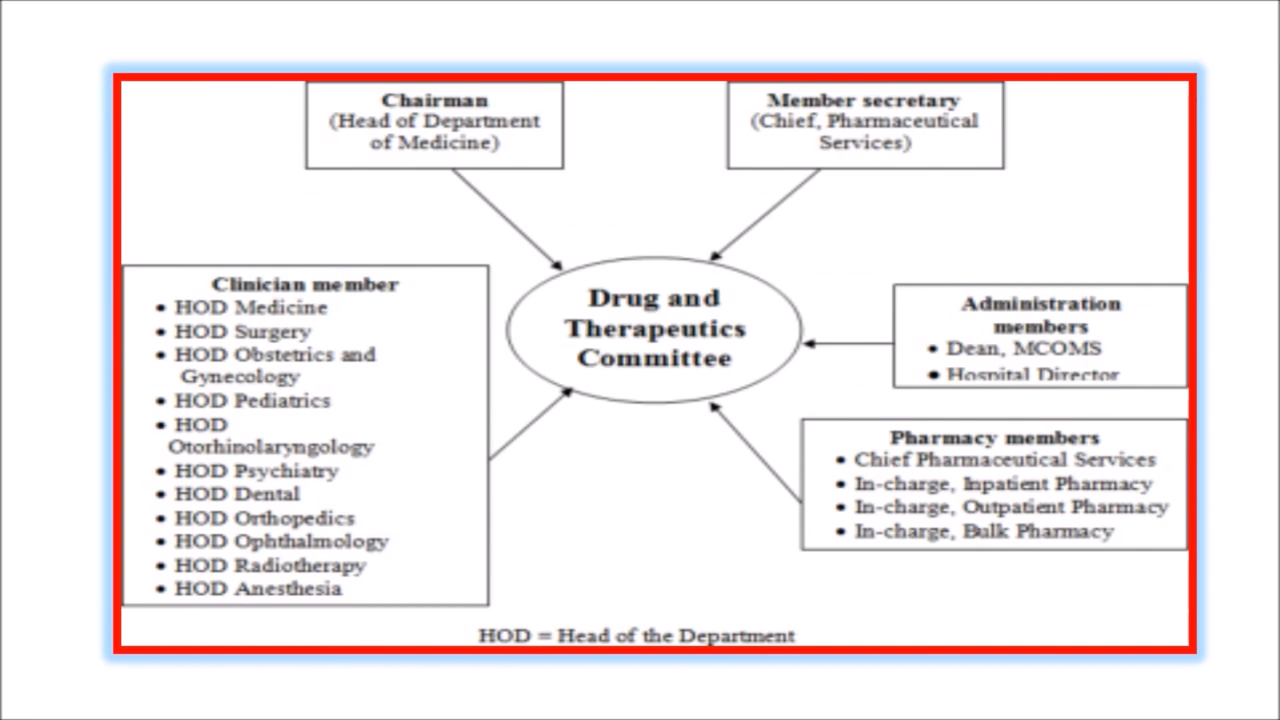 Chairman
(Head of Department
of Medicine)
Member secretary
(Chief, Pharmaceutical
Services)
Clinician member
• HOD Medicine
• HOD Surgery
• HOD Obstetrics and
Gynecology
• HOD Pediatrics
• HOD
Otorhinolaryngology
• HOD Psychiatry
• HOD Dental
• HOD Orthopedics
• HOD Ophthalmology
• HOD Radiotherapy
• HOD Anesthesia
Drug and
Therapeutics
Committee
Administration
members
• Dean, MCOMS
• Hospital Director
Pharmacy members
• Chief Pharmaceutical Services
• In-charge, Inpatient Pharmacy
• In-charge, Outpatient Pharmacy
• In-charge, Bulk Pharmacy
HOD = Head of the Department